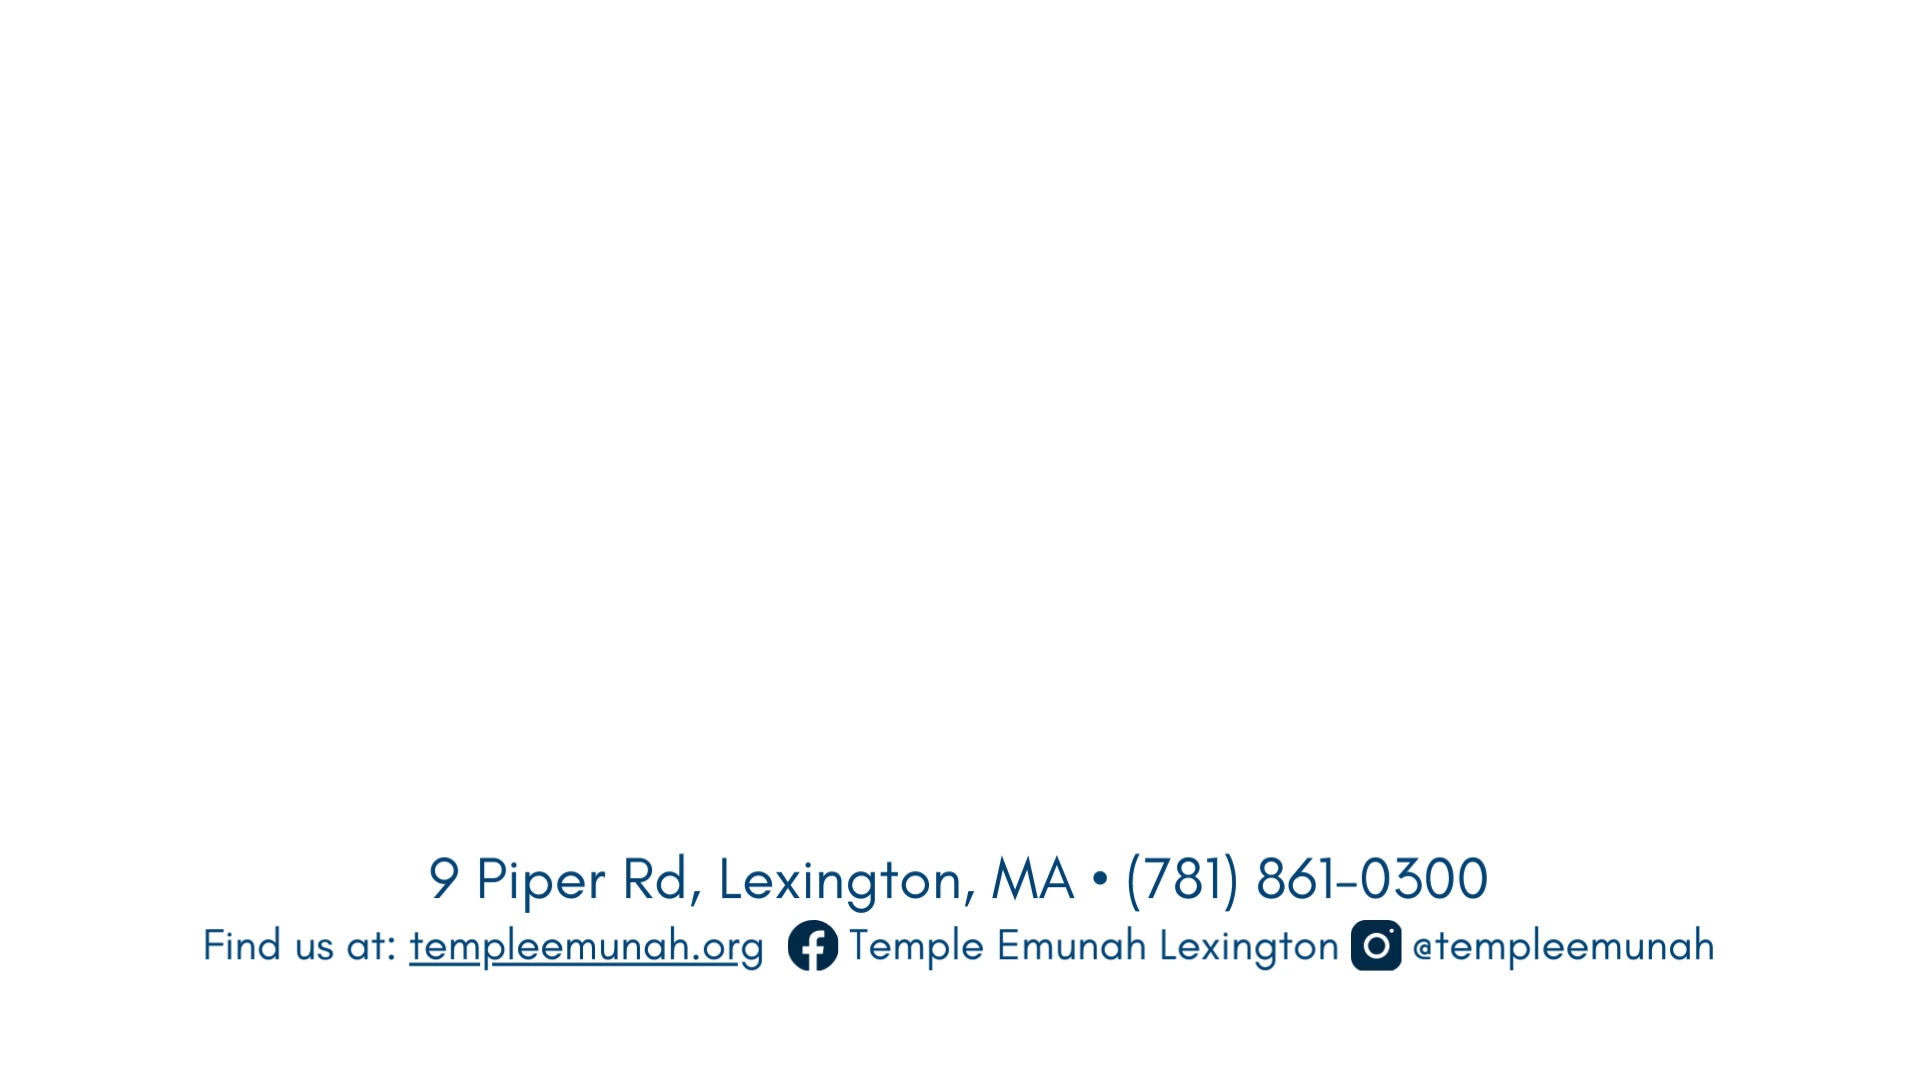 9 Piper Rd, Lexington, MA • (781) 861-0300
Find us at: templeemunah.org Temple Emunah Lexington @templeemunah